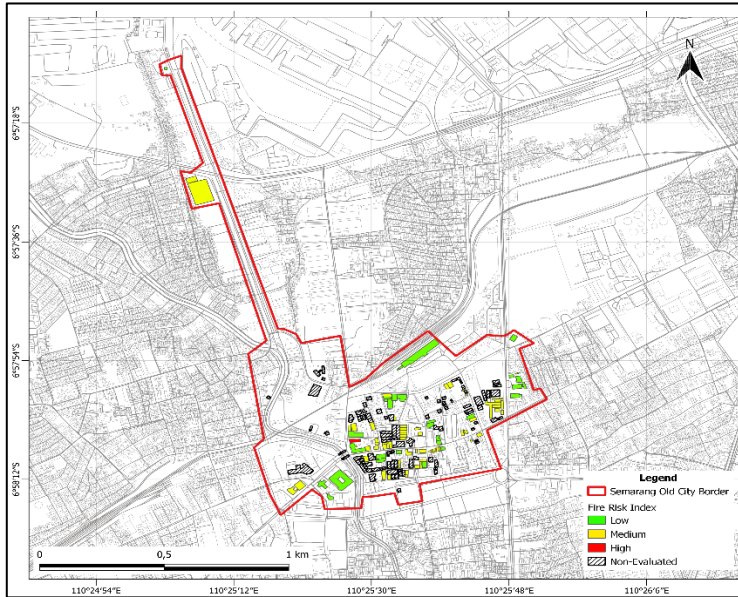 N
6°57'18"S
6°57'36"S
6°57'54"S
6°58'12"S
Legend
Semarang Old City Border
Fire Risk Index
Low
Medium
High
Non-Evaluated
0 0,5 1 km
110°24'54"E 110°25'12"E 110°25'30"E 110°25'48"E 110°26'6"E